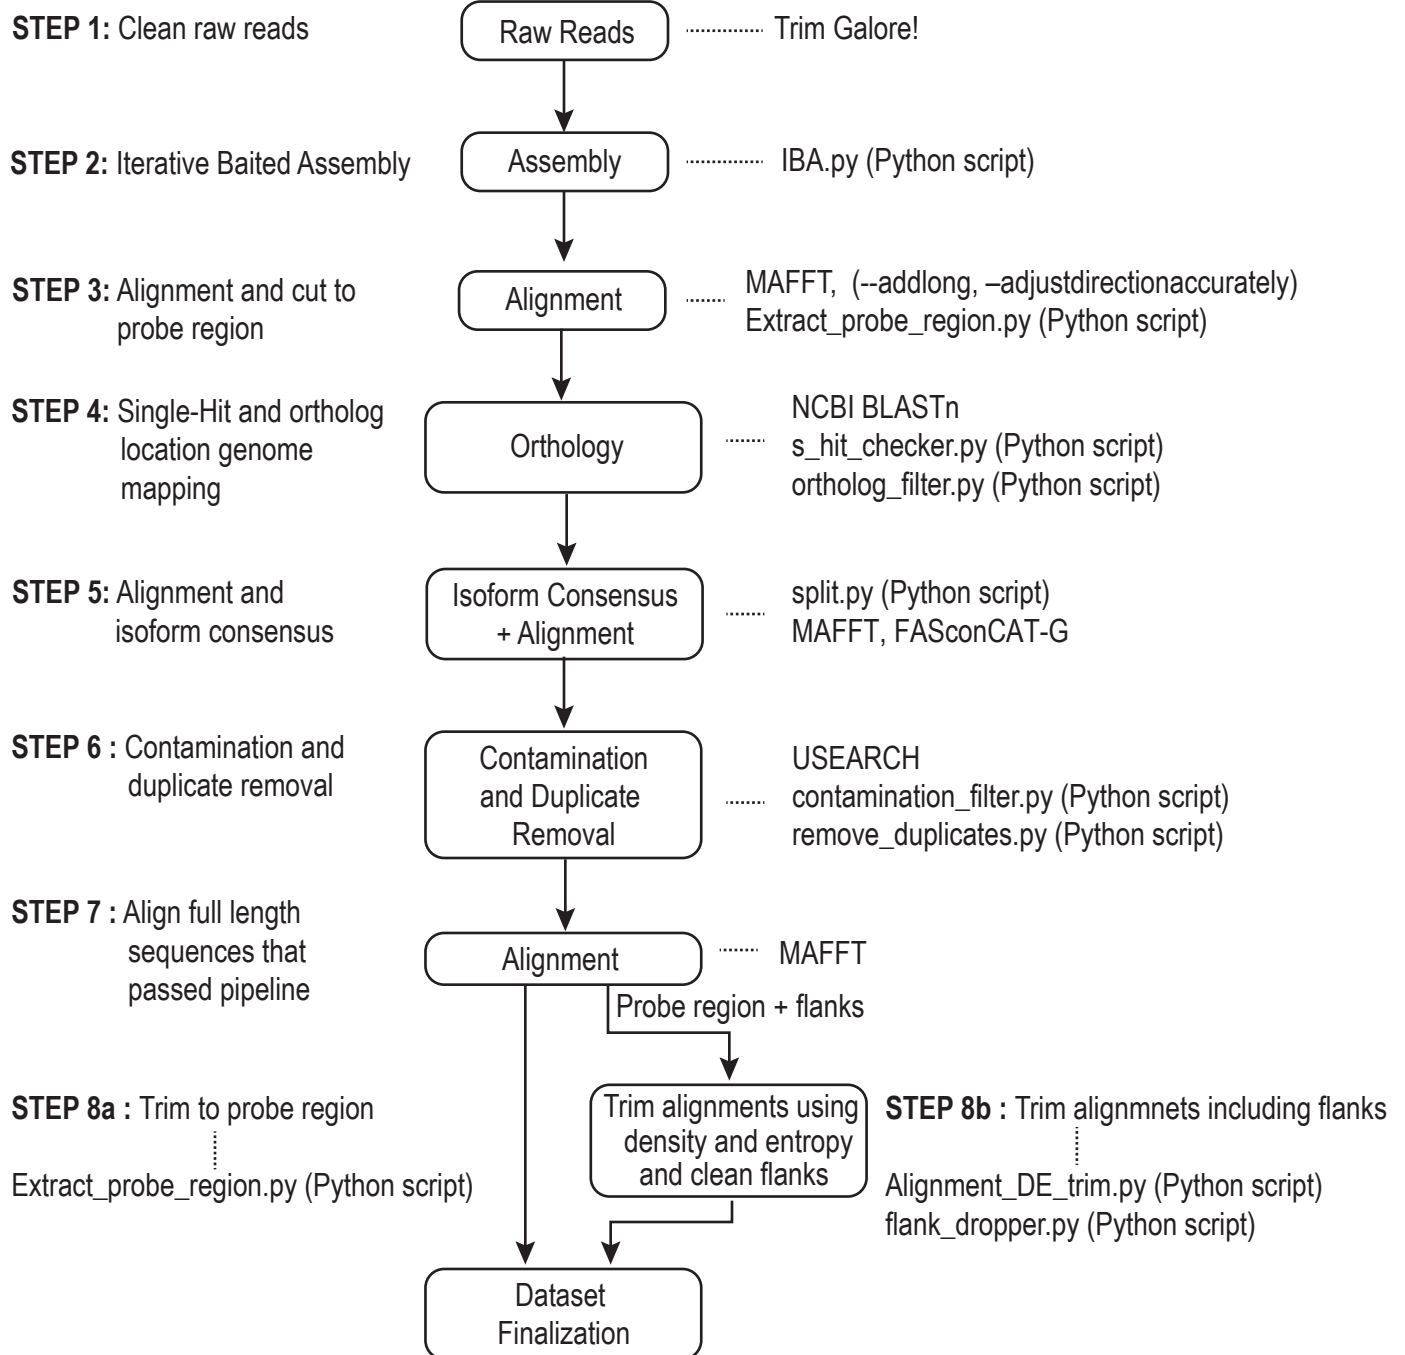 STEP 1: Clean raw reads
Raw Reads
Trim Galore!
STEP 2: Iterative Baited Assembly
Assembly
IBA.py (Python script)
STEP 3: Alignment and cut to
probe region
Alignment
MAFFT, (--addlong, –adjustdirectionaccurately)
Extract_probe_region.py (Python script)
STEP 4: Single-Hit and ortholog
location genome
mapping
Orthology
NCBI BLASTn
s_hit_checker.py (Python script)
ortholog_filter.py (Python script)
STEP 5: Alignment and
isoform consensus
Isoform Consensus
+ Alignment
split.py (Python script)
MAFFT, FASconCAT-G
STEP 6 : Contamination and
duplicate removal
Contamination
and Duplicate
Removal
USEARCH
contamination_filter.py (Python script)
remove_duplicates.py (Python script)
STEP 7 : Align full length
sequences that
passed pipeline
Alignment
MAFFT
Probe region + flanks
STEP 8a : Trim to probe region
Extract_probe_region.py (Python script)
Trim alignments using
density and entropy
and clean flanks
STEP 8b : Trim alignmnets including flanks
Alignment_DE_trim.py (Python script)
flank_dropper.py (Python script)
Dataset
Finalization